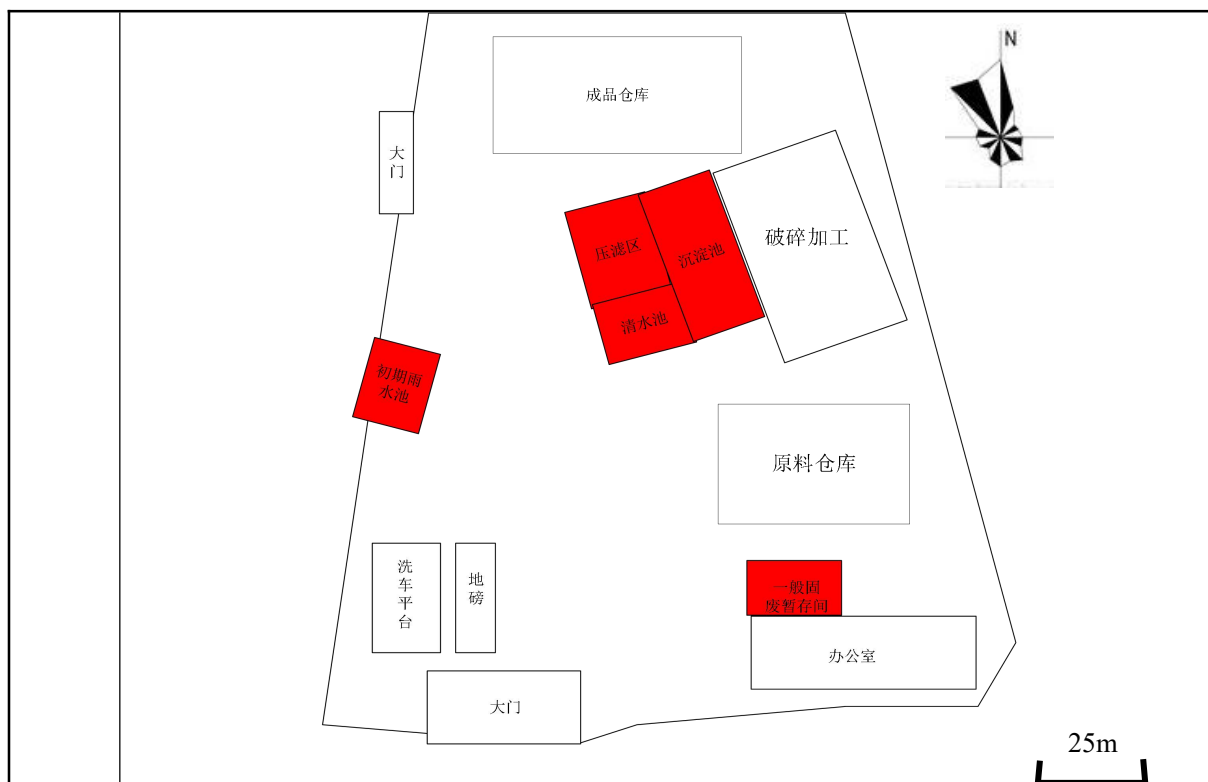 N
成品仓库
大门
压滤区
沉淀池
破碎加工
清水池
初期雨
水池
原料仓库
洗车平台
地磅
一般固
废暂存间
办公室
大门
25m